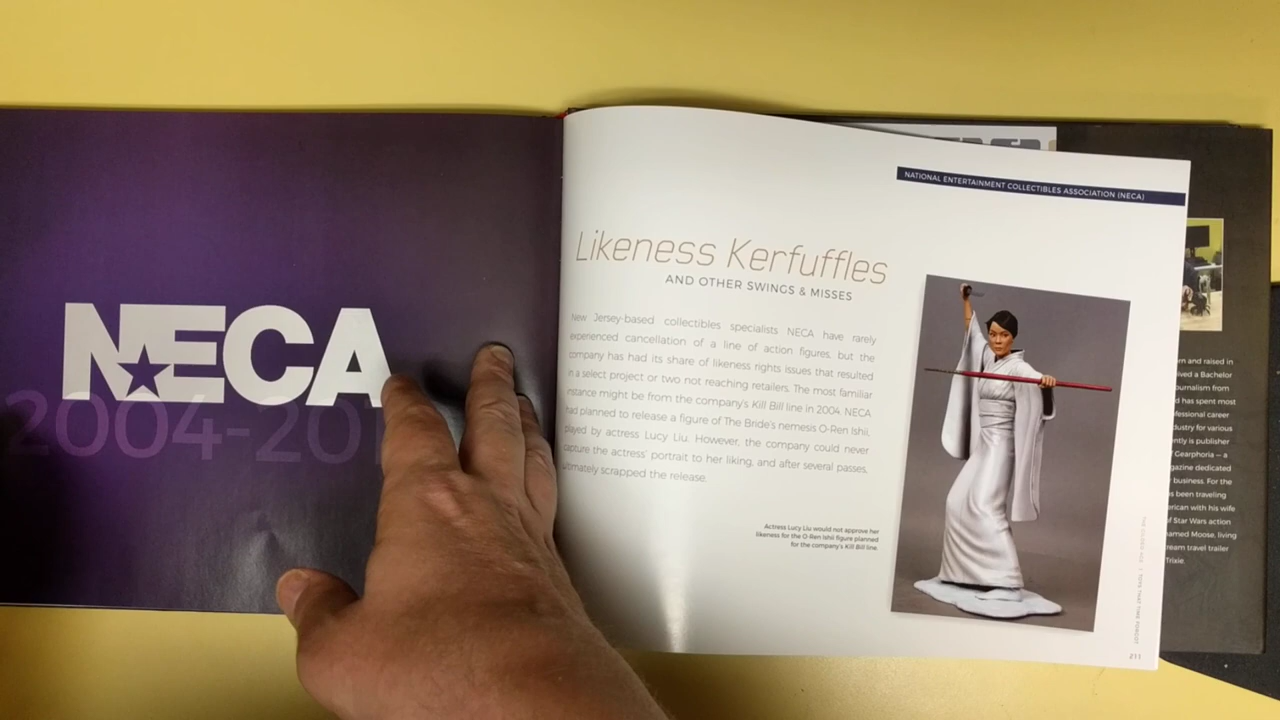 NECA
2004-201
NATIONAL ENTERTAINMENT COLLECTIBLES ASSOCIATION (NECA)
Likeness Kerfuffles
AND OTHER SWINGS & MISSES
New Jersey-based collectibles specialists NECA have rarely
experienced cancellation of a line of action figures, but the
company has had its share of likeness rights issues that resulted
in a select project or two not reaching retailers. The most familiar
instance might be from the company's Kill Bill line in 2004. NECA
had planned to release a figure of The Bride's nemesis O-Ren Ishii,
played by actress Lucy Liu. However, the company could never
capture the actress' portrait to her liking, and after several passes,
ultimately scrapped the release.
Actress Lucy Liu would not approve her
likeness for the O-Ren Ishii figure planned
for the company's Kill Bill line.
TOYS THAT TIME FORGOT
211
rn and raised in
ived a Bachelor
urnalism from
d has spent most
fessional career
dustry for various
ently is publisher
f Gearphoria — a
gazine dedicated
business. For the
s been traveling
erican with his wife
of Star Wars action
named Moose, living
ream travel trailer
Trixie.